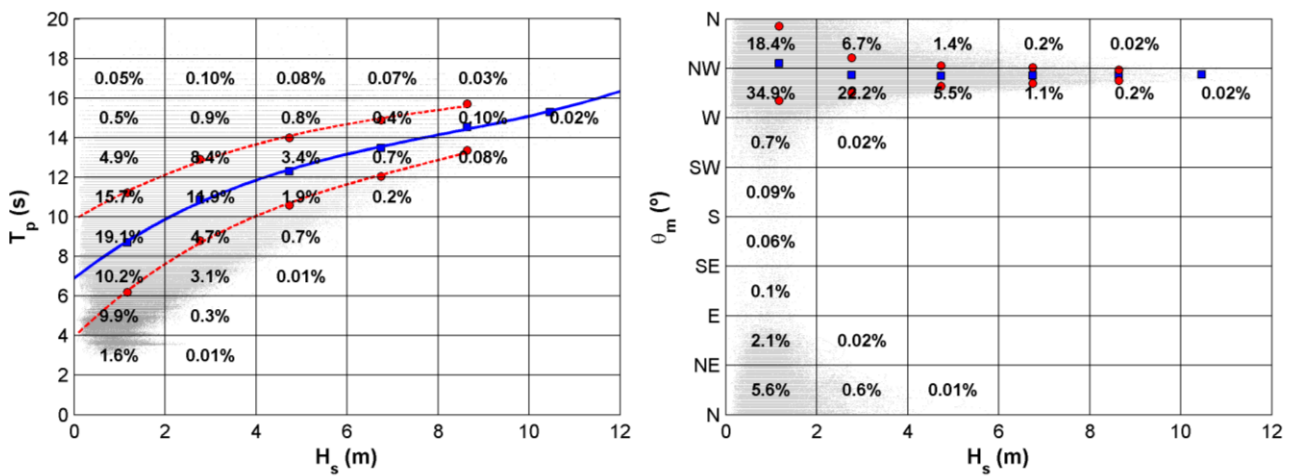 20
18
16
14
12
10
8
6
4
2
0
T_p (s)
0.05% 0.10% 0.08% 0.07% 0.03%
0.5% 0.9% 0.8% 0.4% 0.10% 0.02%
4.9% 8.4% 3.4% 0.7% 0.08%
15.7% 11.9% 1.9% 0.2%
19.1% 4.7% 0.7%
10.2% 3.1% 0.01%
9.9% 0.3%
1.6% 0.01%
0 2 4 6 8 10 12
H_s (m)
N
NW
W
SW
S
SE
E
NE
N
θ_m (º)
18.4% 6.7% 1.4% 0.2% 0.02%
34.9% 22.2% 5.5% 1.1% 0.2% 0.02%
0.7% 0.02%
0.09%
0.06%
0.1%
2.1% 0.02%
5.6% 0.6% 0.01%
0 2 4 6 8 10 12
H_s (m)